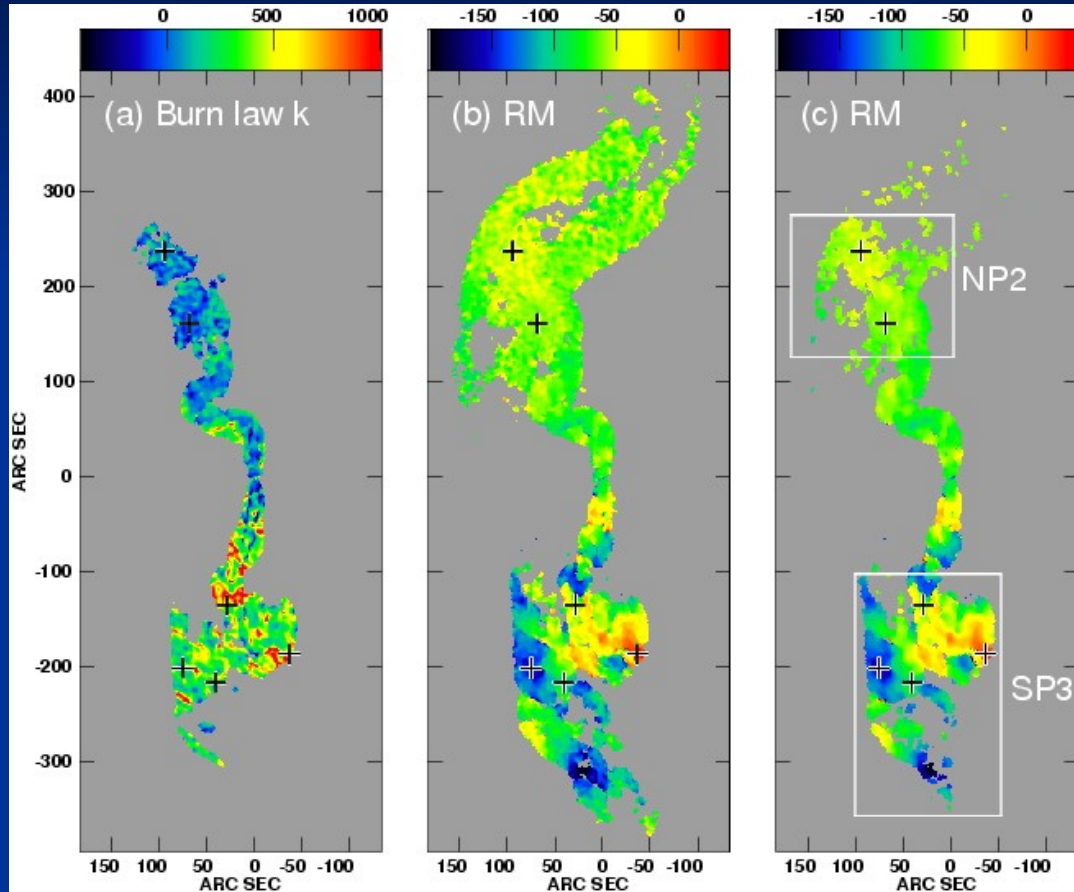 0 500 1000
-150 -100 -50 0
-150 -100 -50 0
(a) Burn law k
(b) RM
(c) RM
NP2
SP3
400
300
200
100
0
-100
-200
-300
ARC SEC
150 100 50 0 -50 -100
150 100 50 0 -50 -100
150 100 50 0 -50 -100
ARC SEC
ARC SEC
ARC SEC